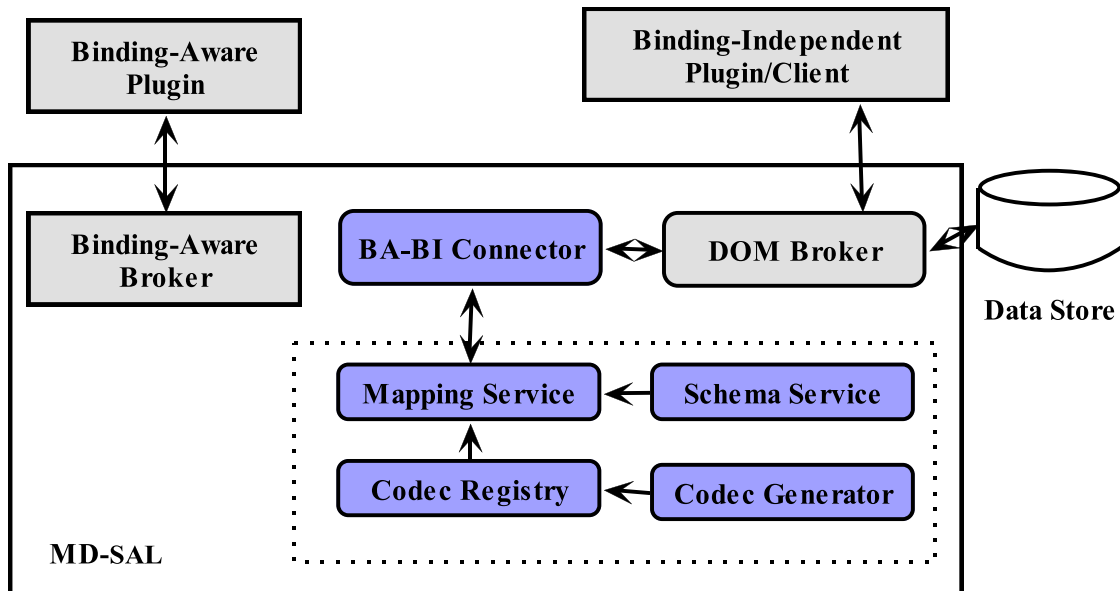 Binding-Aware
Plugin
Binding-Independent
Plugin/Client
Binding-Aware
Broker
BA-BI Connector
DOM Broker
Data Store
Mapping Service
Schema Service
Codec Registry
Codec Generator
MD-SAL